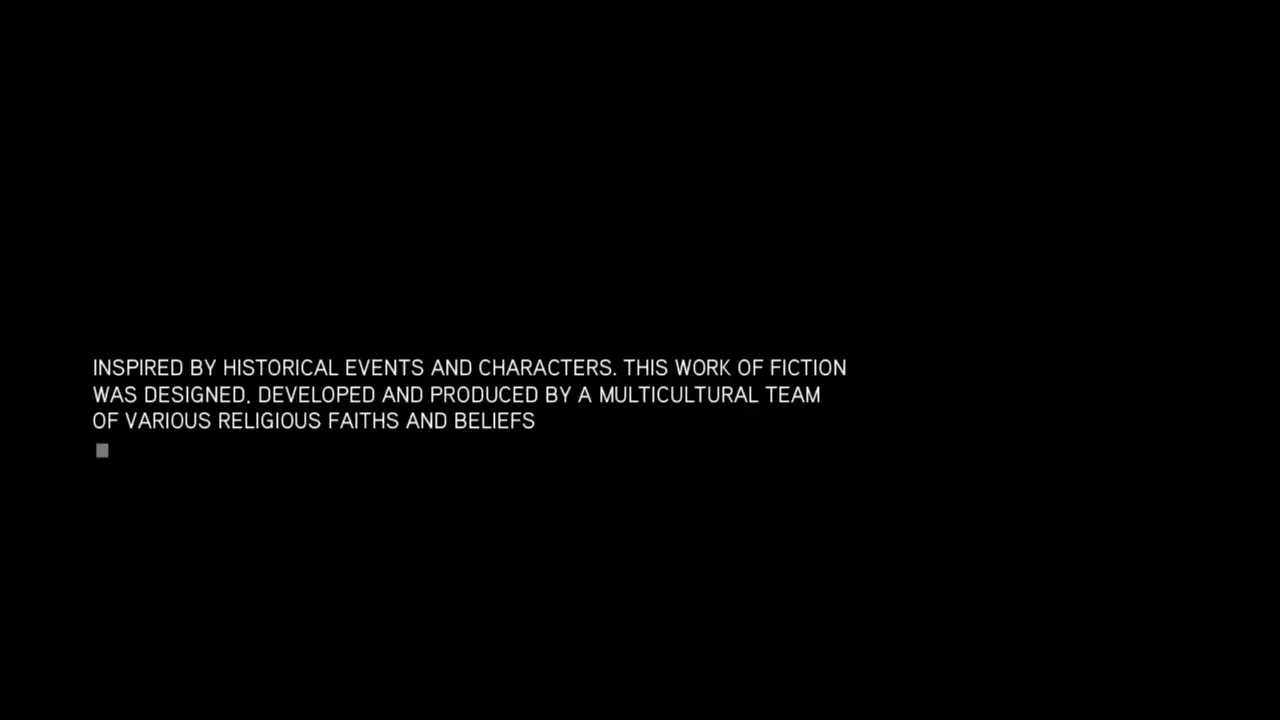 INSPIRED BY HISTORICAL EVENTS AND CHARACTERS. THIS WORK OF FICTION
WAS DESIGNED, DEVELOPED AND PRODUCED BY A MULTICULTURAL TEAM
OF VARIOUS RELIGIOUS FAITHS AND BELIEFS